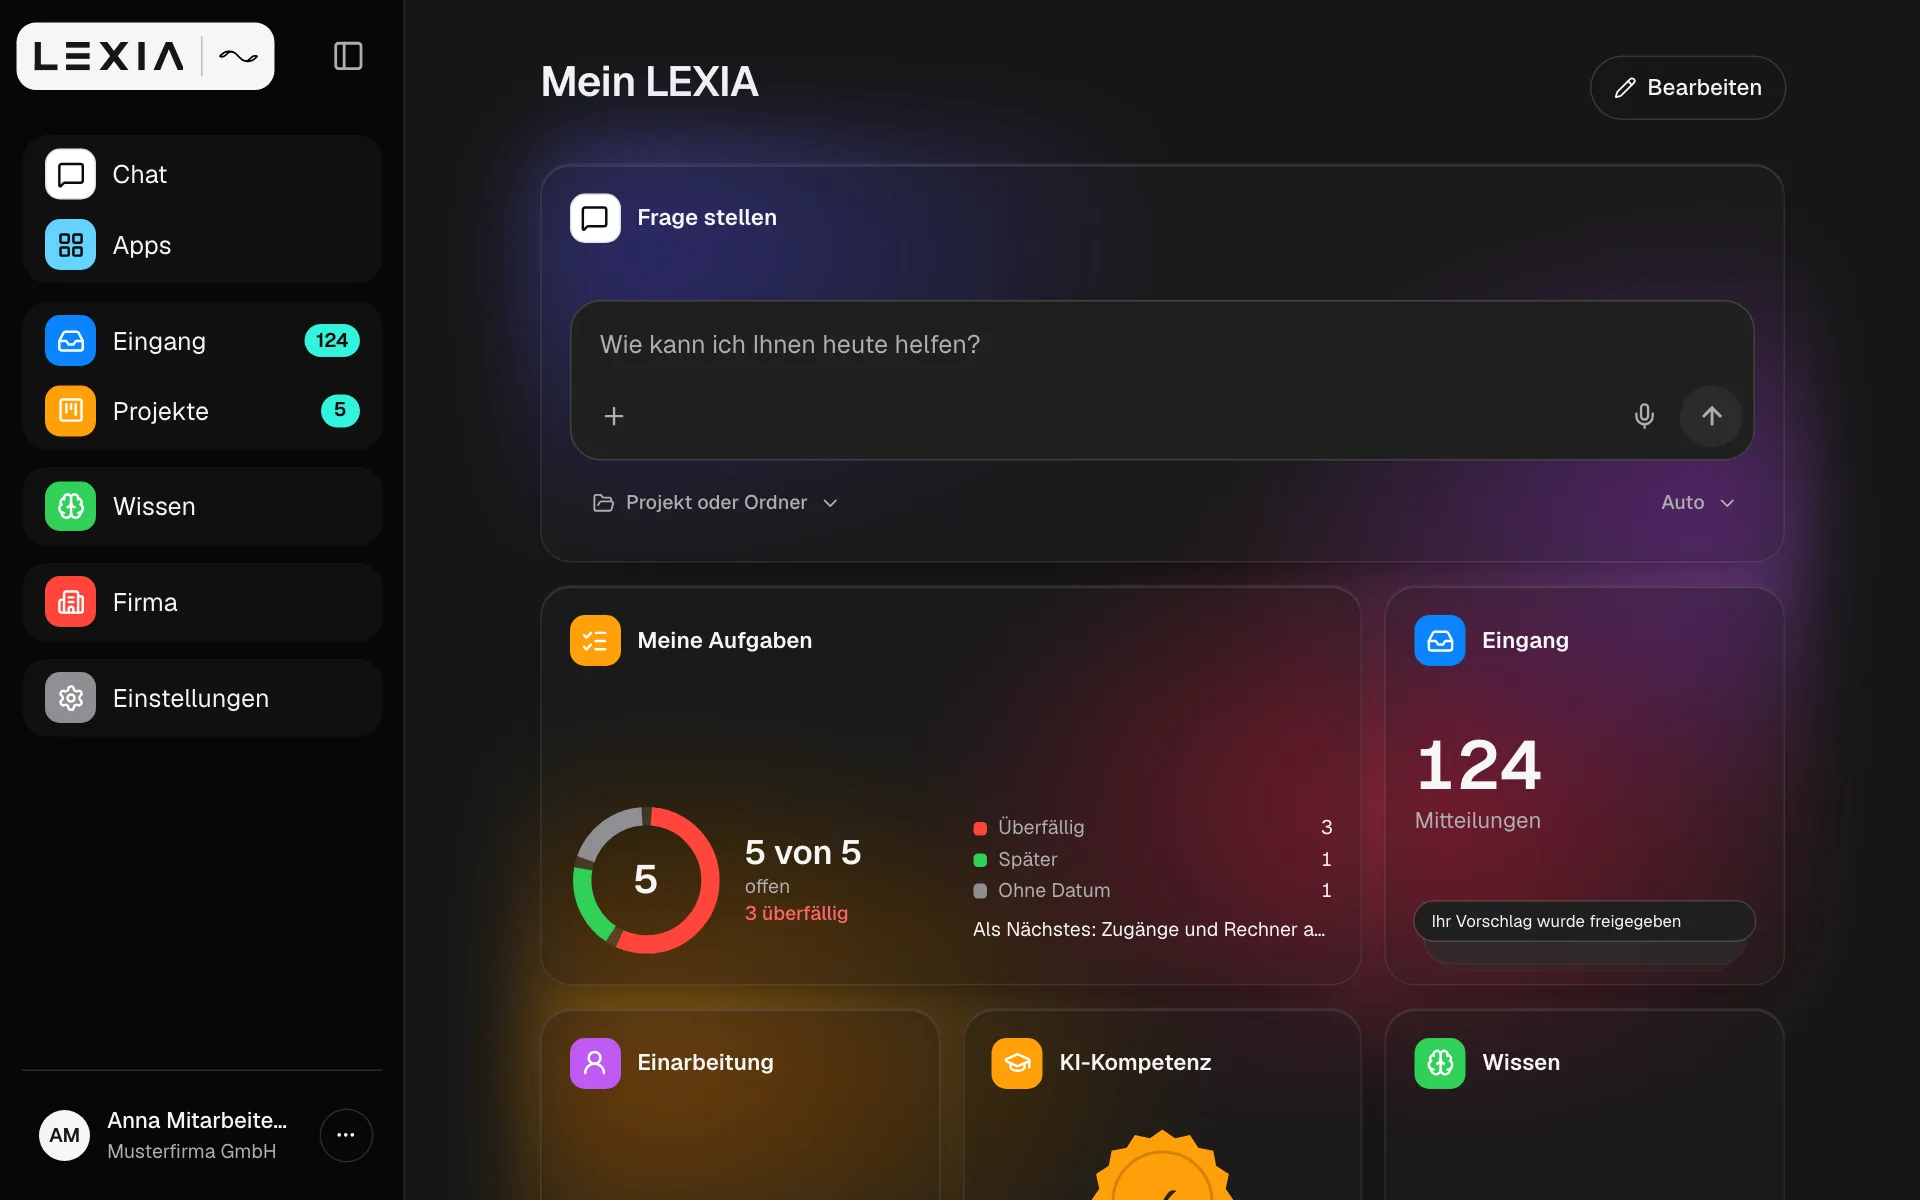 LEXIA
Chat
Apps
Eingang 124
Projekte 5
Wissen
Firma
Einstellungen
AM
Anna Mitarbeite...
Musterfirma GmbH
Mein LEXIA
Bearbeiten
Frage stellen
Wie kann ich Ihnen heute helfen?
Projekt oder Ordner
Auto
Meine Aufgaben
5
5 von 5
offen
3 überfällig
Überfällig 3
Später 1
Ohne Datum 1
Als Nächstes: Zugänge und Rechner a...
Eingang
124
Mitteilungen
Ihr Vorschlag wurde freigegeben
Einarbeitung
KI-Kompetenz
Wissen